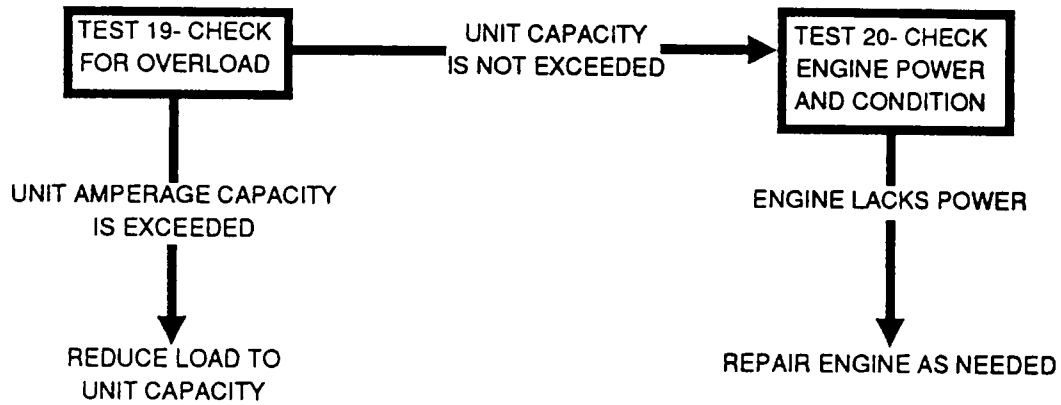 TEST 19- CHECK
FOR OVERLOAD
UNIT CAPACITY
IS NOT EXCEEDED
TEST 20- CHECK
ENGINE POWER
AND CONDITION
UNIT AMPERAGE CAPACITY
IS EXCEEDED
ENGINE LACKS POWER
REDUCE LOAD TO
UNIT CAPACITY
REPAIR ENGINE AS NEEDED